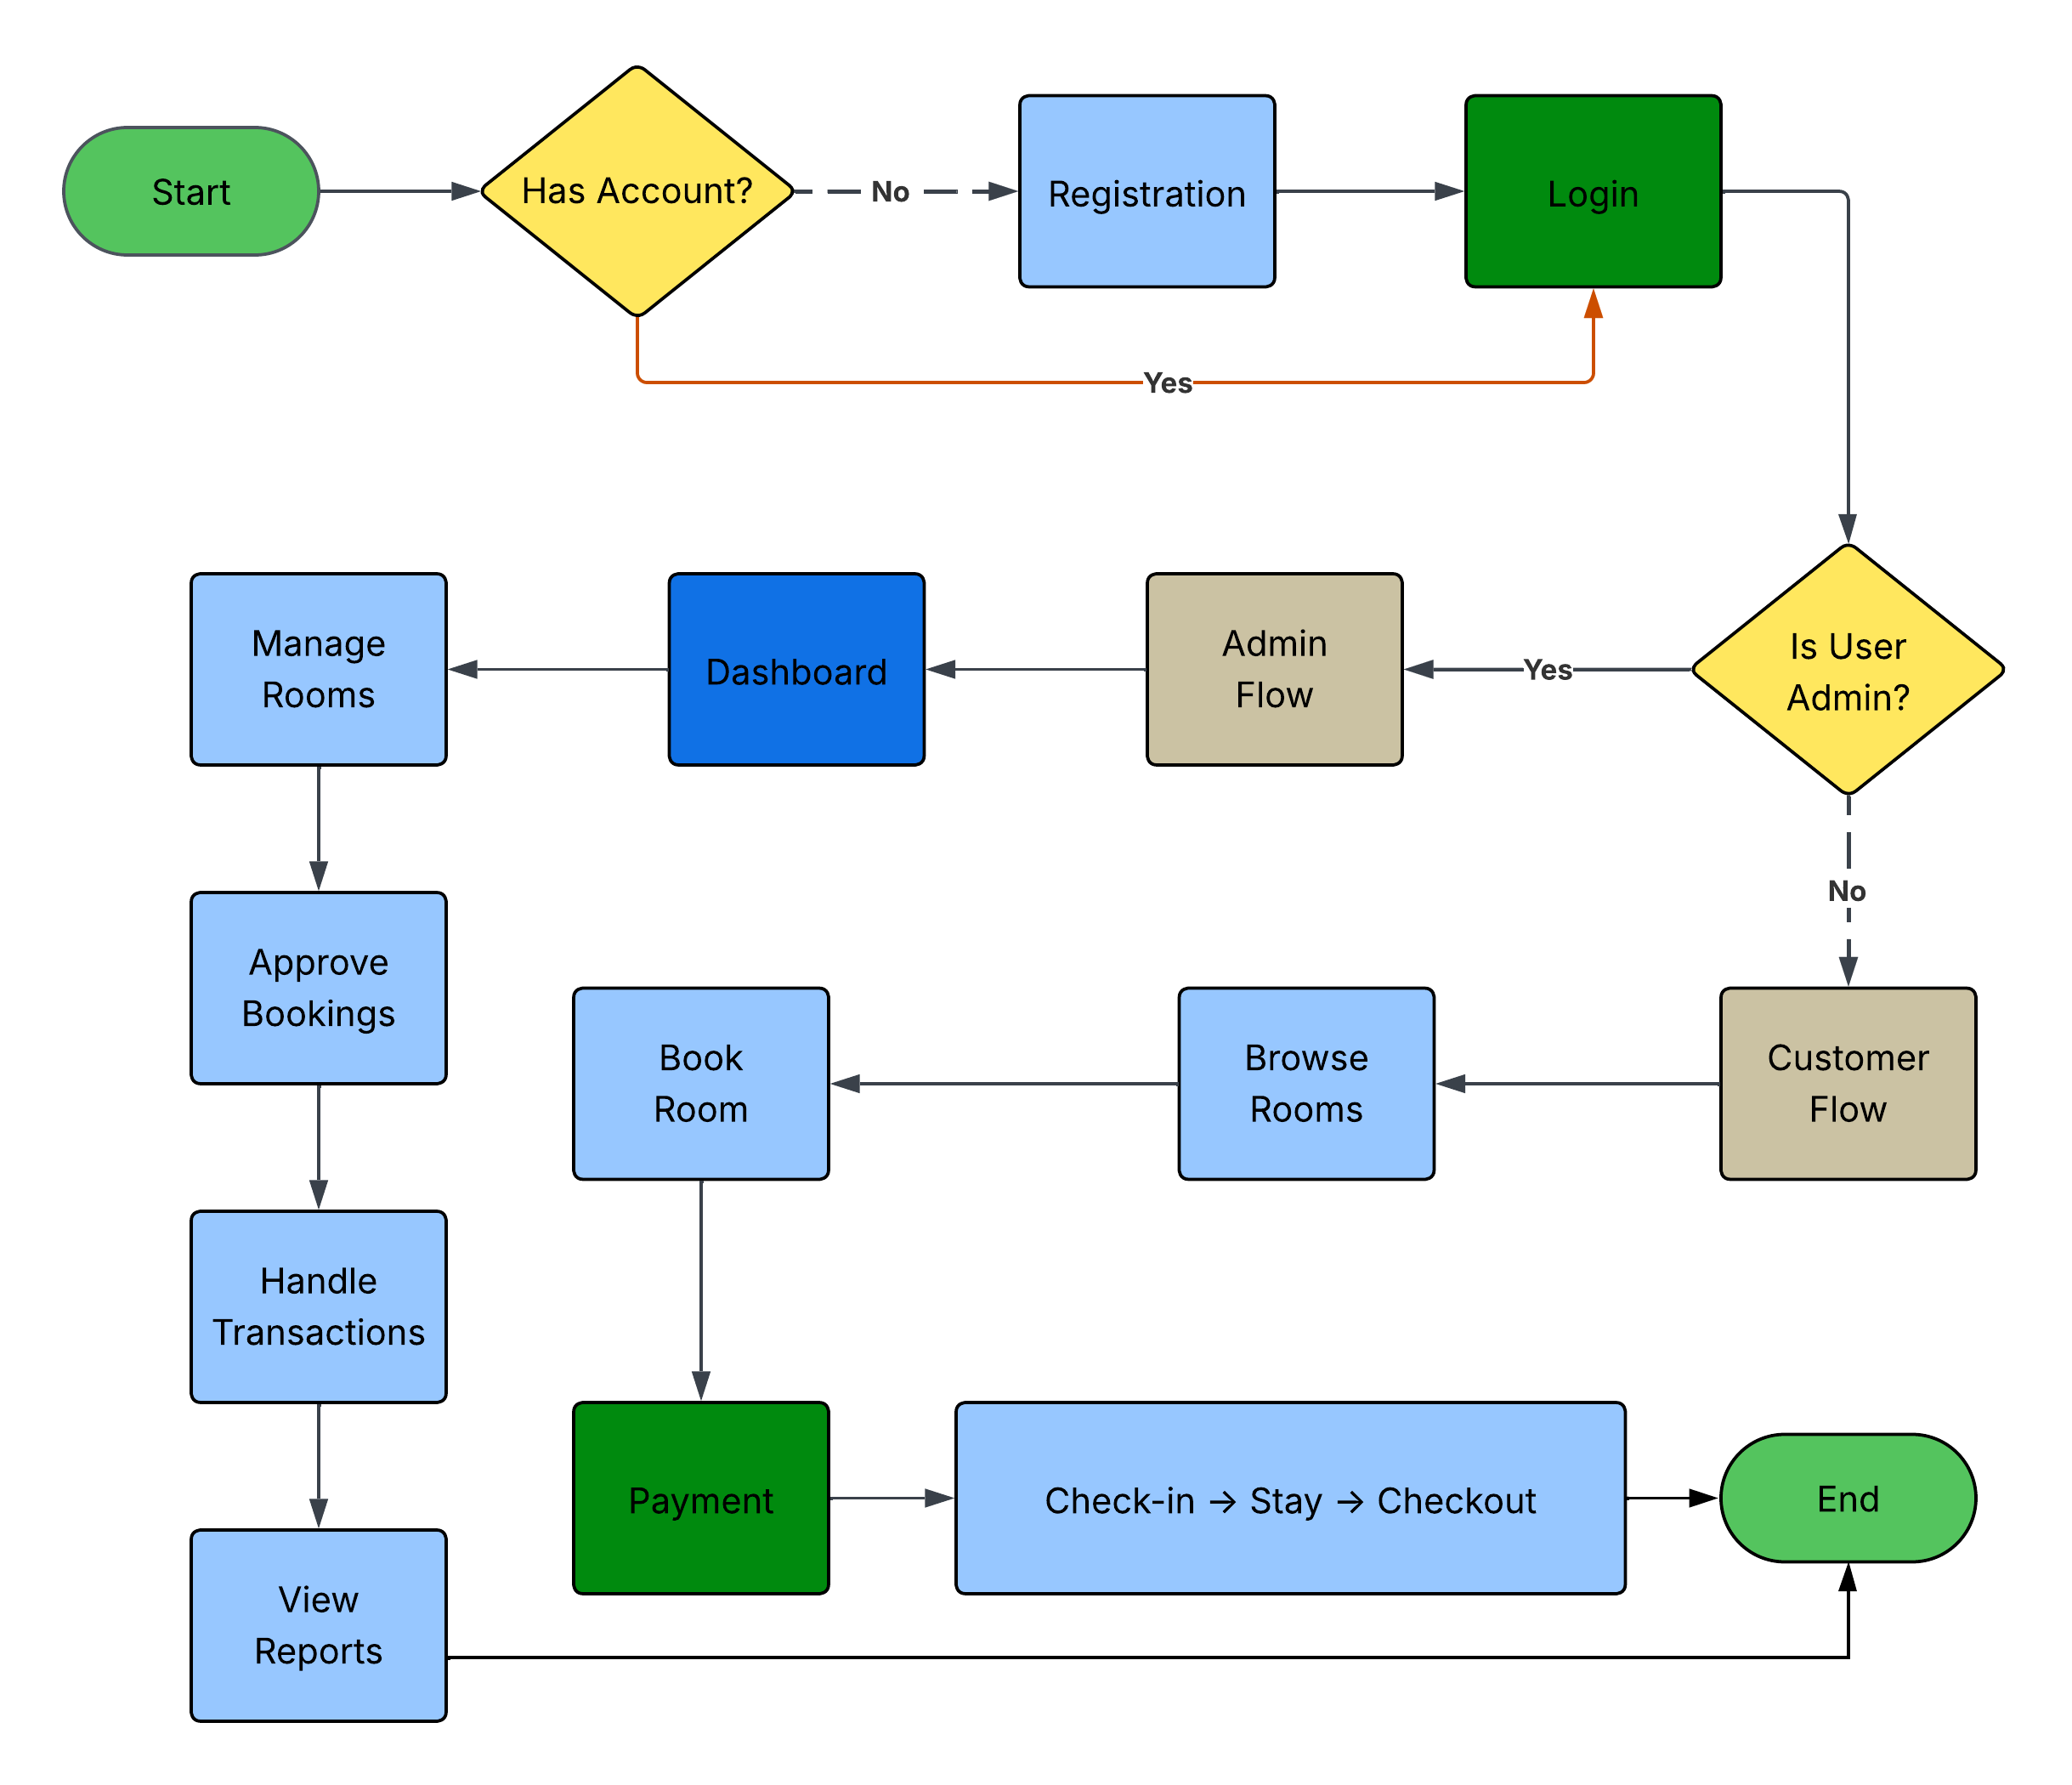 Start
Has Account?
No
Registration
Login
Yes
Manage
Rooms
Dashboard
Admin
Flow
Yes
Is User
Admin?
No
Approve
Bookings
Book
Room
Browse
Rooms
Customer
Flow
Handle
Transactions
Payment
Check-in → Stay → Checkout
End
View
Reports